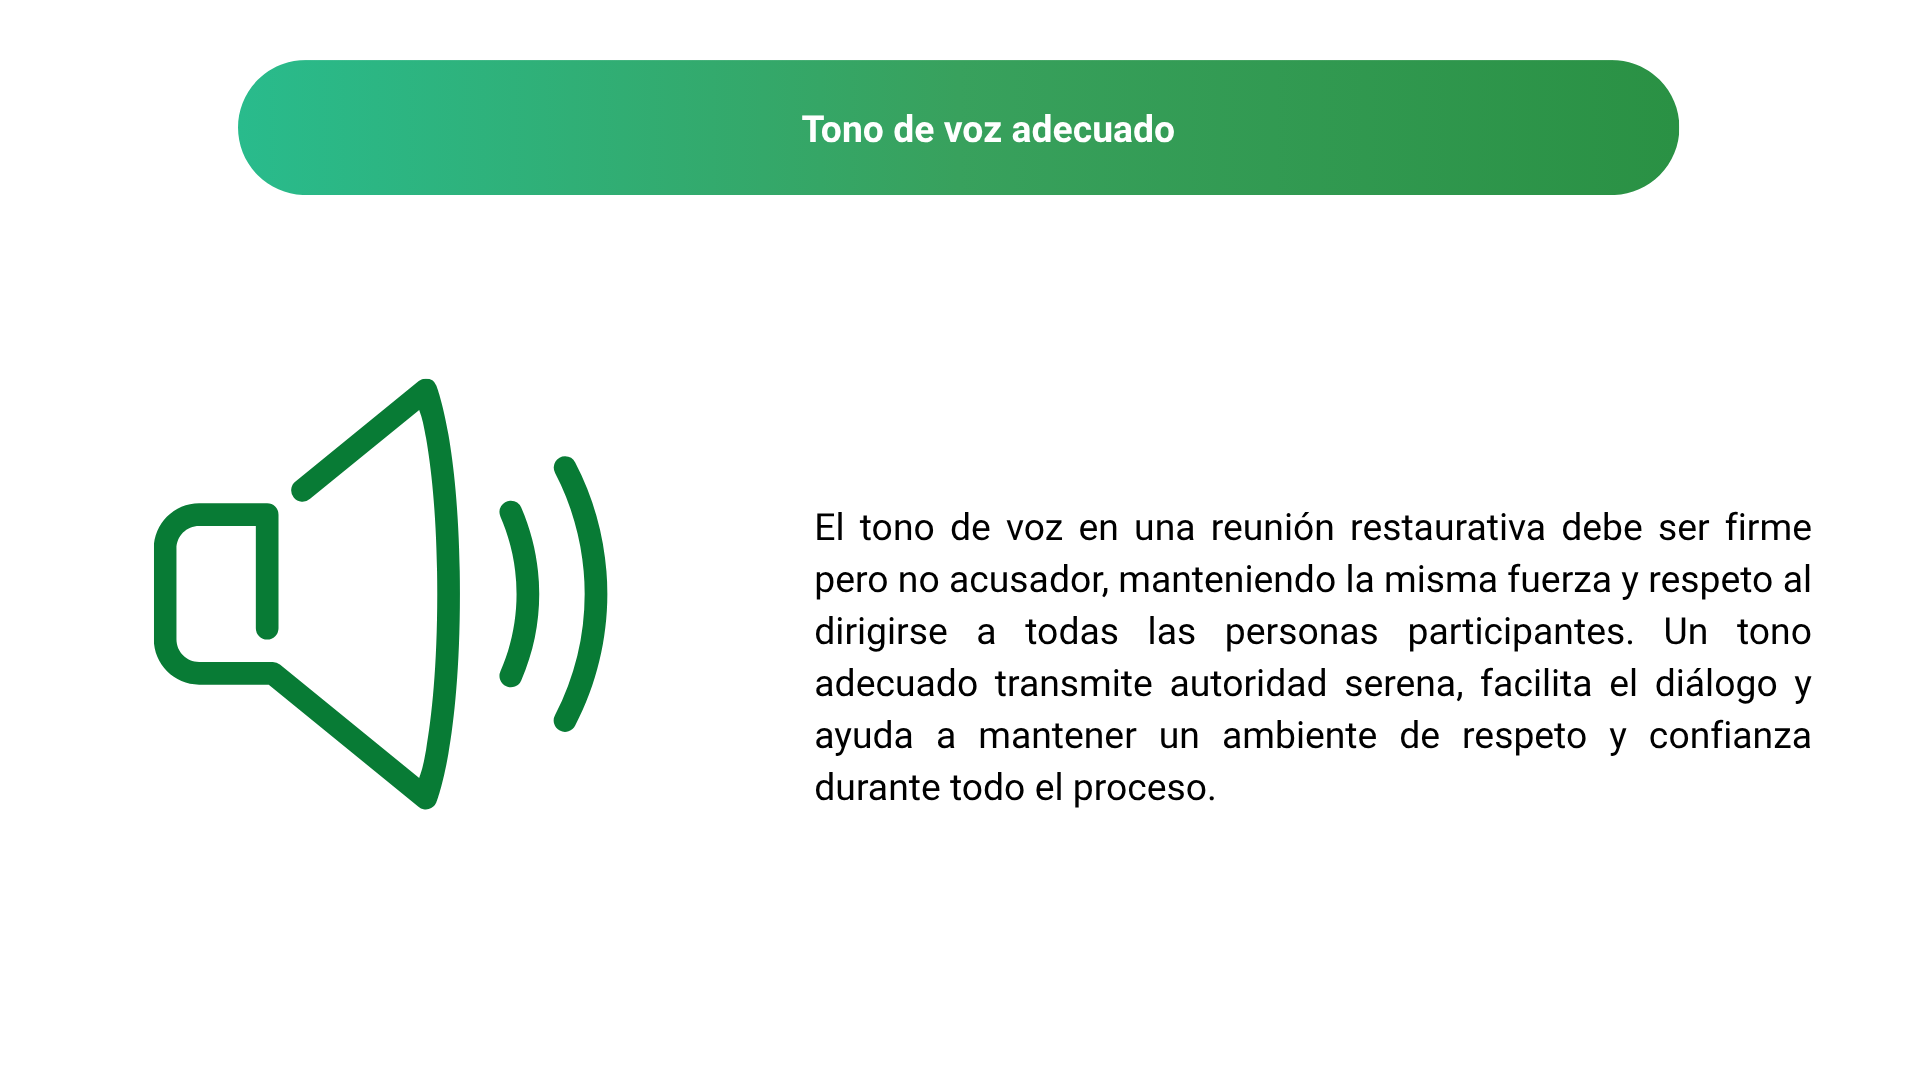 Tono de voz adecuado
El tono de voz en una reunión restaurativa debe ser firme
pero no acusador, manteniendo la misma fuerza y respeto al
dirigirse a todas las personas participantes. Un tono
adecuado transmite autoridad serena, facilita el diálogo y
ayuda a mantener un ambiente de respeto y confianza
durante todo el proceso.